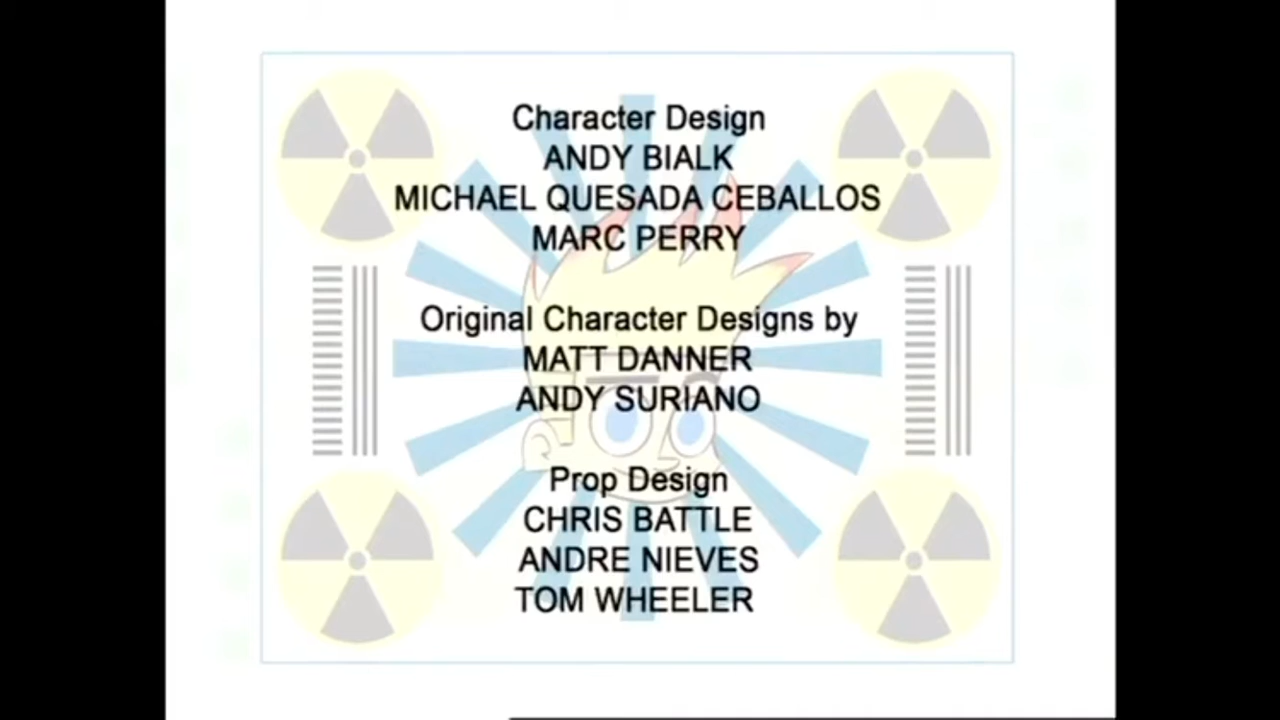 Character Design
ANDY BIALK
MICHAEL QUESADA CEBALLOS
MARC PERRY
Original Character Designs by
MATT DANNER
ANDY SURIANO
Prop Design
CHRIS BATTLE
ANDRE NIEVES
TOM WHEELER